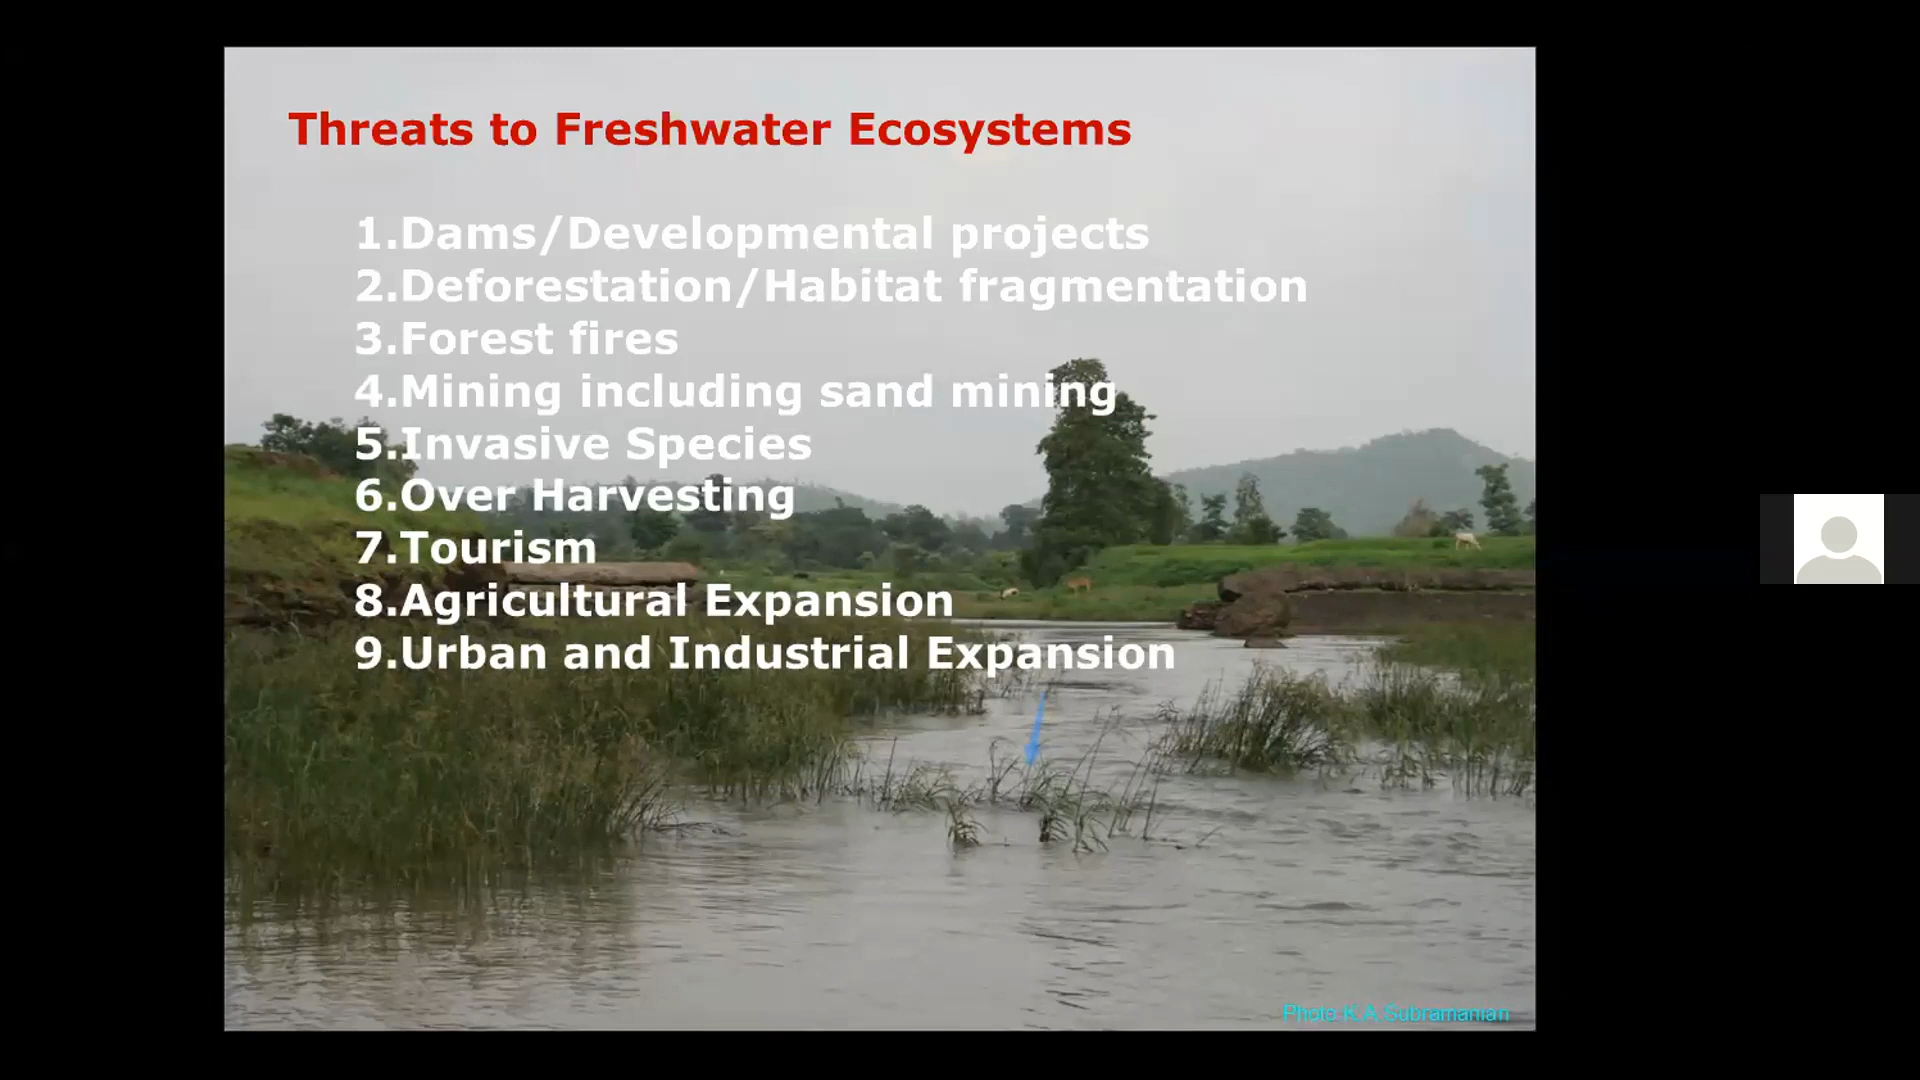 Threats to Freshwater Ecosystems
1.Dams/Developmental projects
2.Deforestation/Habitat fragmentation
3.Forest fires
4.Mining including sand mining
5.Invasive Species
6.Over Harvesting
7.Tourism
8.Agricultural Expansion
9.Urban and Industrial Expansion
Photo:K.A.Subramanian